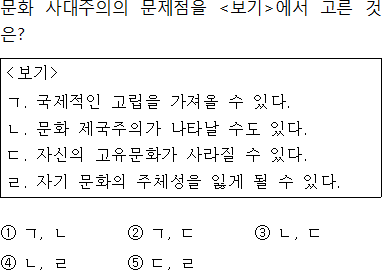 문화 사대주의의 문제점을 <보기>에서 고른 것
은?
<보기>
ㄱ. 국제적인 고립을 가져올 수 있다.
ㄴ. 문화 제국주의가 나타날 수도 있다.
ㄷ. 자신의 고유문화가 사라질 수 있다.
ㄹ. 자기 문화의 주체성을 잃게 될 수 있다.
① ㄱ, ㄴ ② ㄱ, ㄷ ③ ㄴ, ㄷ
④ ㄴ, ㄹ ⑤ ㄷ, ㄹ